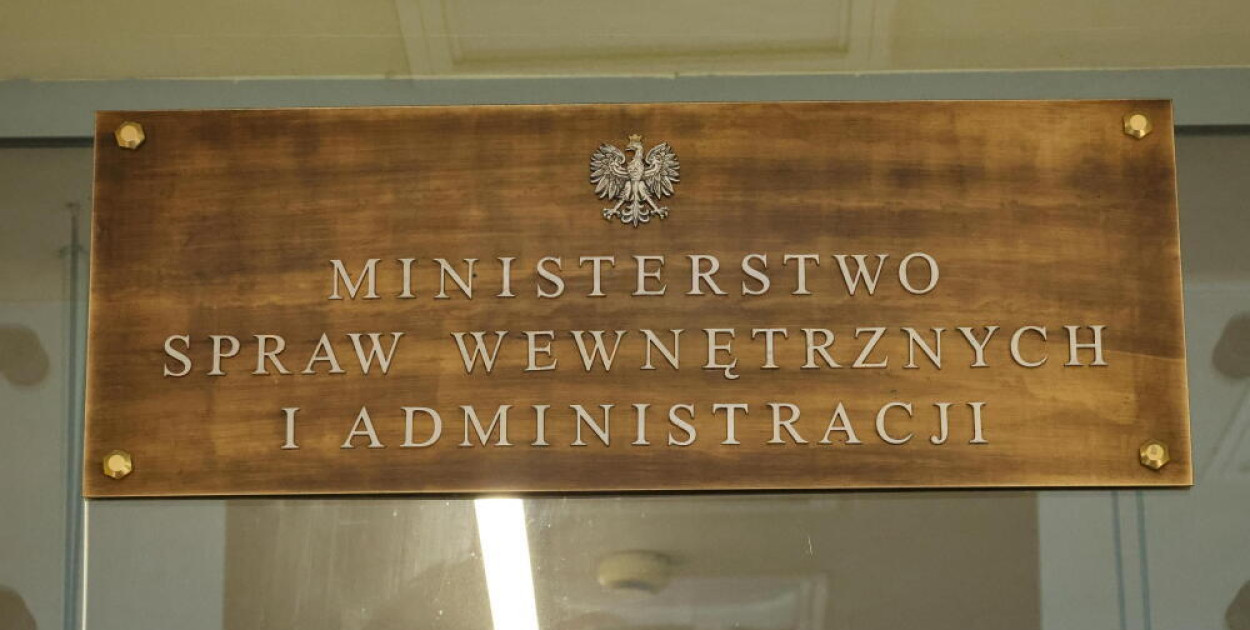 MINISTERSTWO
SPRAW WEWNĘTRZNYCH
I ADMINISTRACJI